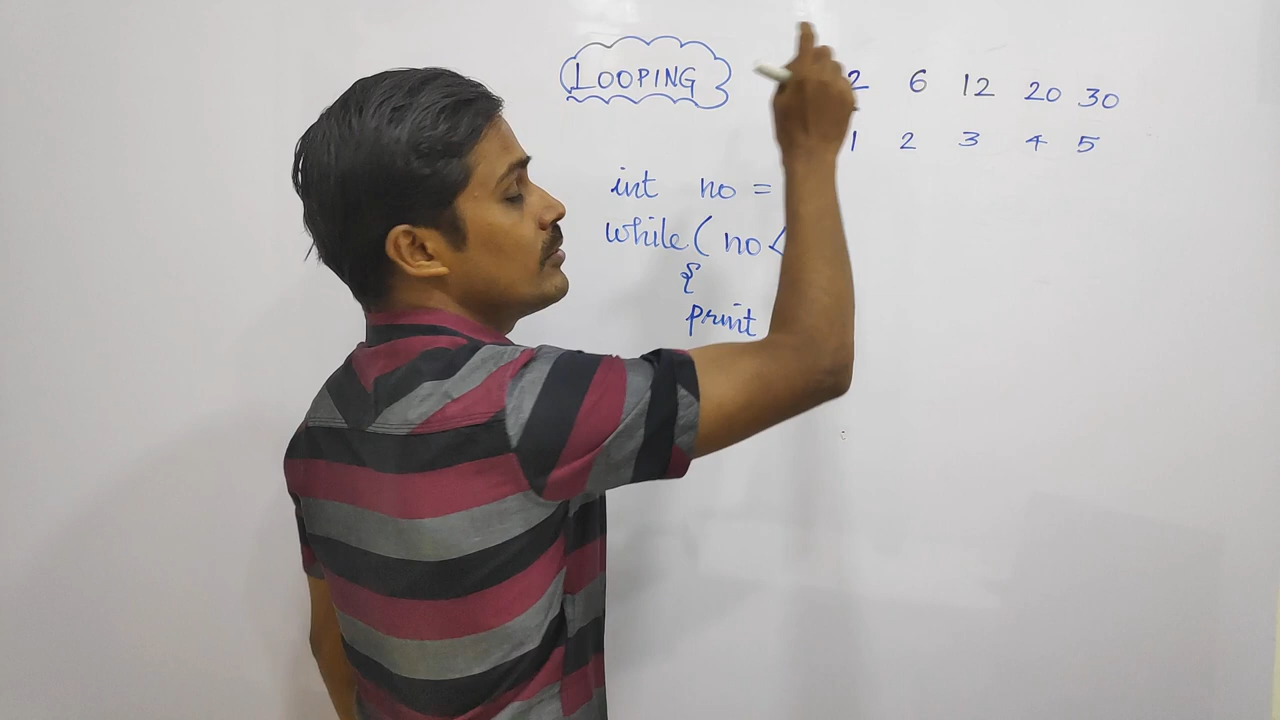 LOOPING
2 6 12 20 30
1 2 3 4 5
int no =
while ( no <
{
print